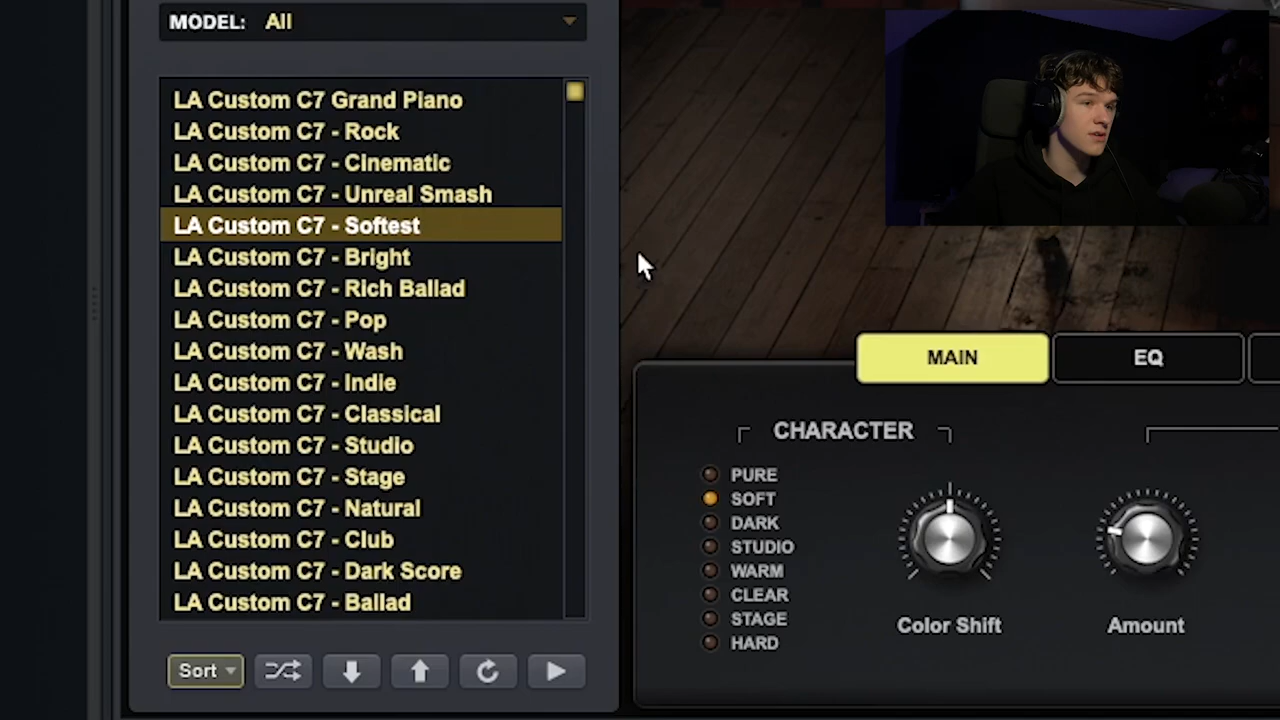 MODEL: All
LA Custom C7 Grand Piano
LA Custom C7 - Rock
LA Custom C7 - Cinematic
LA Custom C7 - Unreal Smash
LA Custom C7 - Softest
LA Custom C7 - Bright
LA Custom C7 - Rich Ballad
LA Custom C7 - Pop
LA Custom C7 - Wash
LA Custom C7 - Indie
LA Custom C7 - Classical
LA Custom C7 - Studio
LA Custom C7 - Stage
LA Custom C7 - Natural
LA Custom C7 - Club
LA Custom C7 - Dark Score
LA Custom C7 - Ballad
Sort
MAIN
EQ
CHARACTER
PURE
SOFT
DARK
STUDIO
WARM
CLEAR
STAGE
HARD
Color Shift
Amount